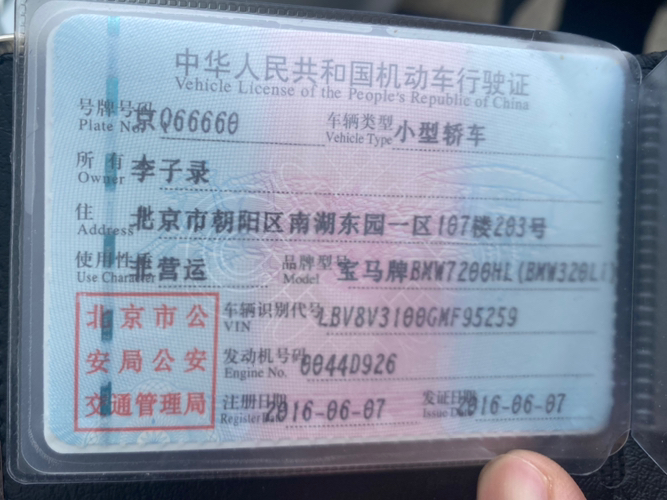 中华人民共和国机动车行驶证
Vehicle License of the People's Republic of China
号牌号码 京Q66660 车辆类型 小型轿车
Plate No. Vehicle Type
所有 李子录
Owner
住 北京市朝阳区南湖东园一区107楼203号
Address
使用性质 非营运 品牌型号 宝马牌BMW7200HL(BMW320Li)
Use Character Model
北京市公 车辆识别代号 LBV8V3100GMF95259
VIN
安局公安 发动机号码 0044D926
Engine No.
交通管理局 注册日期 2016-06-07 发证日期 2016-06-07
Register Date Issue Date